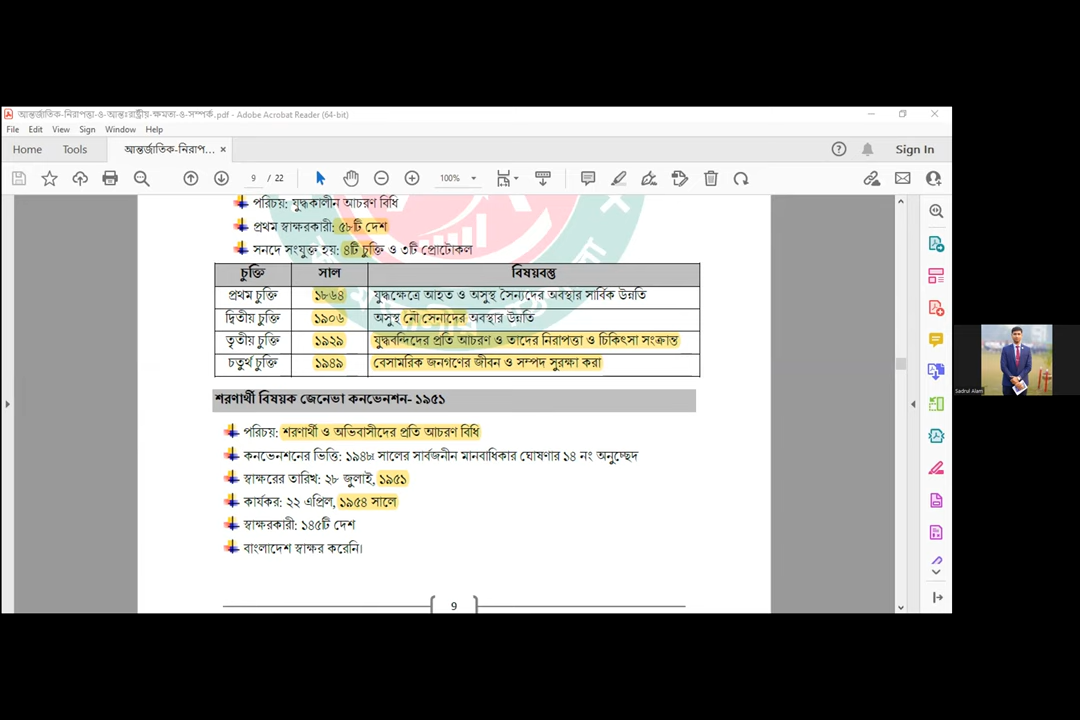 আন্তর্জাতিক-নিরাপত্তা-ও-আন্তঃরাষ্ট্রীয়-ক্ষমতা-ও-সম্পর্ক.pdf - Adobe Acrobat Reader (64-bit)
File Edit View Sign Window Help
Home Tools আন্তর্জাতিক-নিরাপ... × Sign In
9 / 22 100%
পরিচয়: যুদ্ধকালীন আচরণ বিধি
প্রথম স্বাক্ষরকারী: ৫৮টি দেশ
সনদে সংযুক্ত হয়: ৪টি চুক্তি ও ৩টি প্রোটোকল
চুক্তি সাল বিষয়বস্তু
প্রথম চুক্তি ১৮৬৪ যুদ্ধক্ষেত্রে আহত ও অসুস্থ সৈন্যদের অবস্থার সার্বিক উন্নতি
দ্বিতীয় চুক্তি ১৯০৬ অসুস্থ নৌ সেনাদের অবস্থার উন্নতি
তৃতীয় চুক্তি ১৯২৯ যুদ্ধবন্দিদের প্রতি আচরণ ও তাদের নিরাপত্তা ও চিকিৎসা সংক্রান্ত
চতুর্থ চুক্তি ১৯৪৯ বেসামরিক জনগণের জীবন ও সম্পদ সুরক্ষা করা
শরণার্থী বিষয়ক জেনেভা কনভেনশন- ১৯৫১
পরিচয়: শরণার্থী ও অভিবাসীদের প্রতি আচরণ বিধি
কনভেনশনের ভিত্তি: ১৯৪৮ সালের সার্বজনীন মানবাধিকার ঘোষণার ১৪ নং অনুচ্ছেদ
স্বাক্ষরের তারিখ: ২৮ জুলাই, ১৯৫১
কার্যকর: ২২ এপ্রিল, ১৯৫৪ সালে
স্বাক্ষরকারী: ১৪৫টি দেশ
বাংলাদেশ স্বাক্ষর করেনি।
9
Sadrul Alam